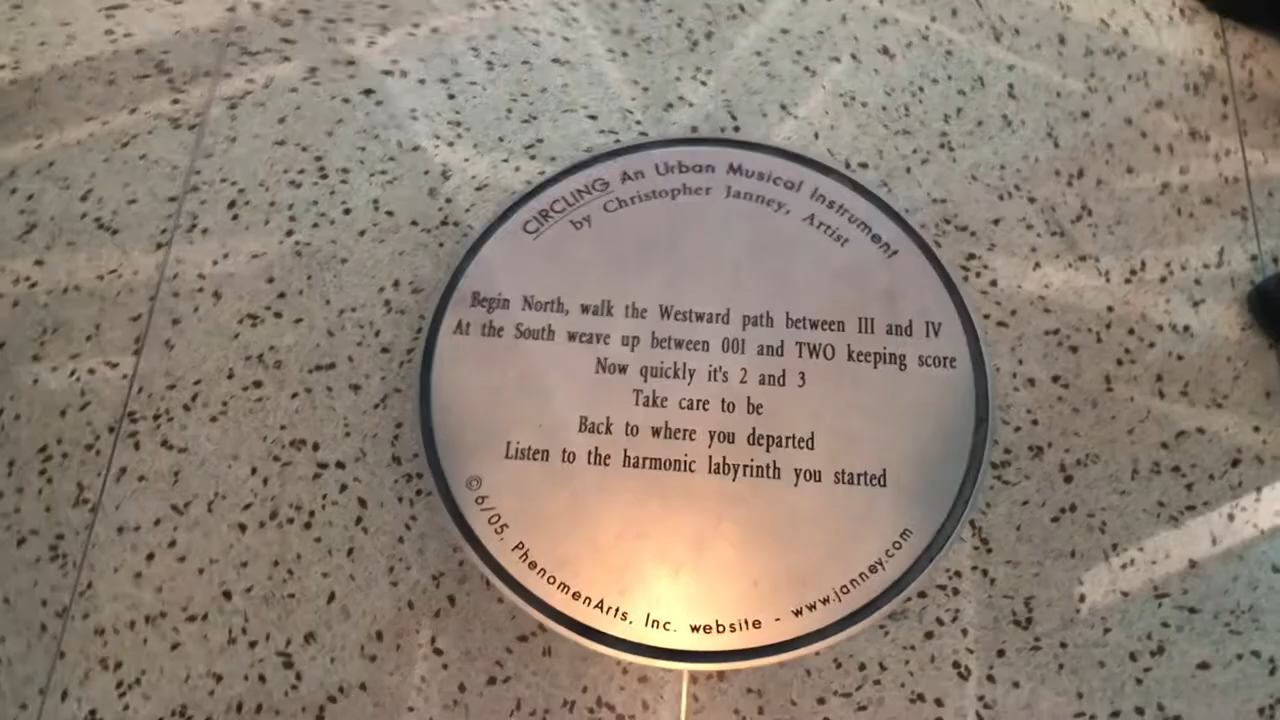 CIRCLING An Urban Musical Instrument
by Christopher Janney, Artist
Begin North, walk the Westward path between III and IV
At the South weave up between 001 and TWO keeping score
Now quickly it's 2 and 3
Take care to be
Back to where you departed
Listen to the harmonic labyrinth you started
©6/05, PhenomenArts, Inc. website - www.janney.com